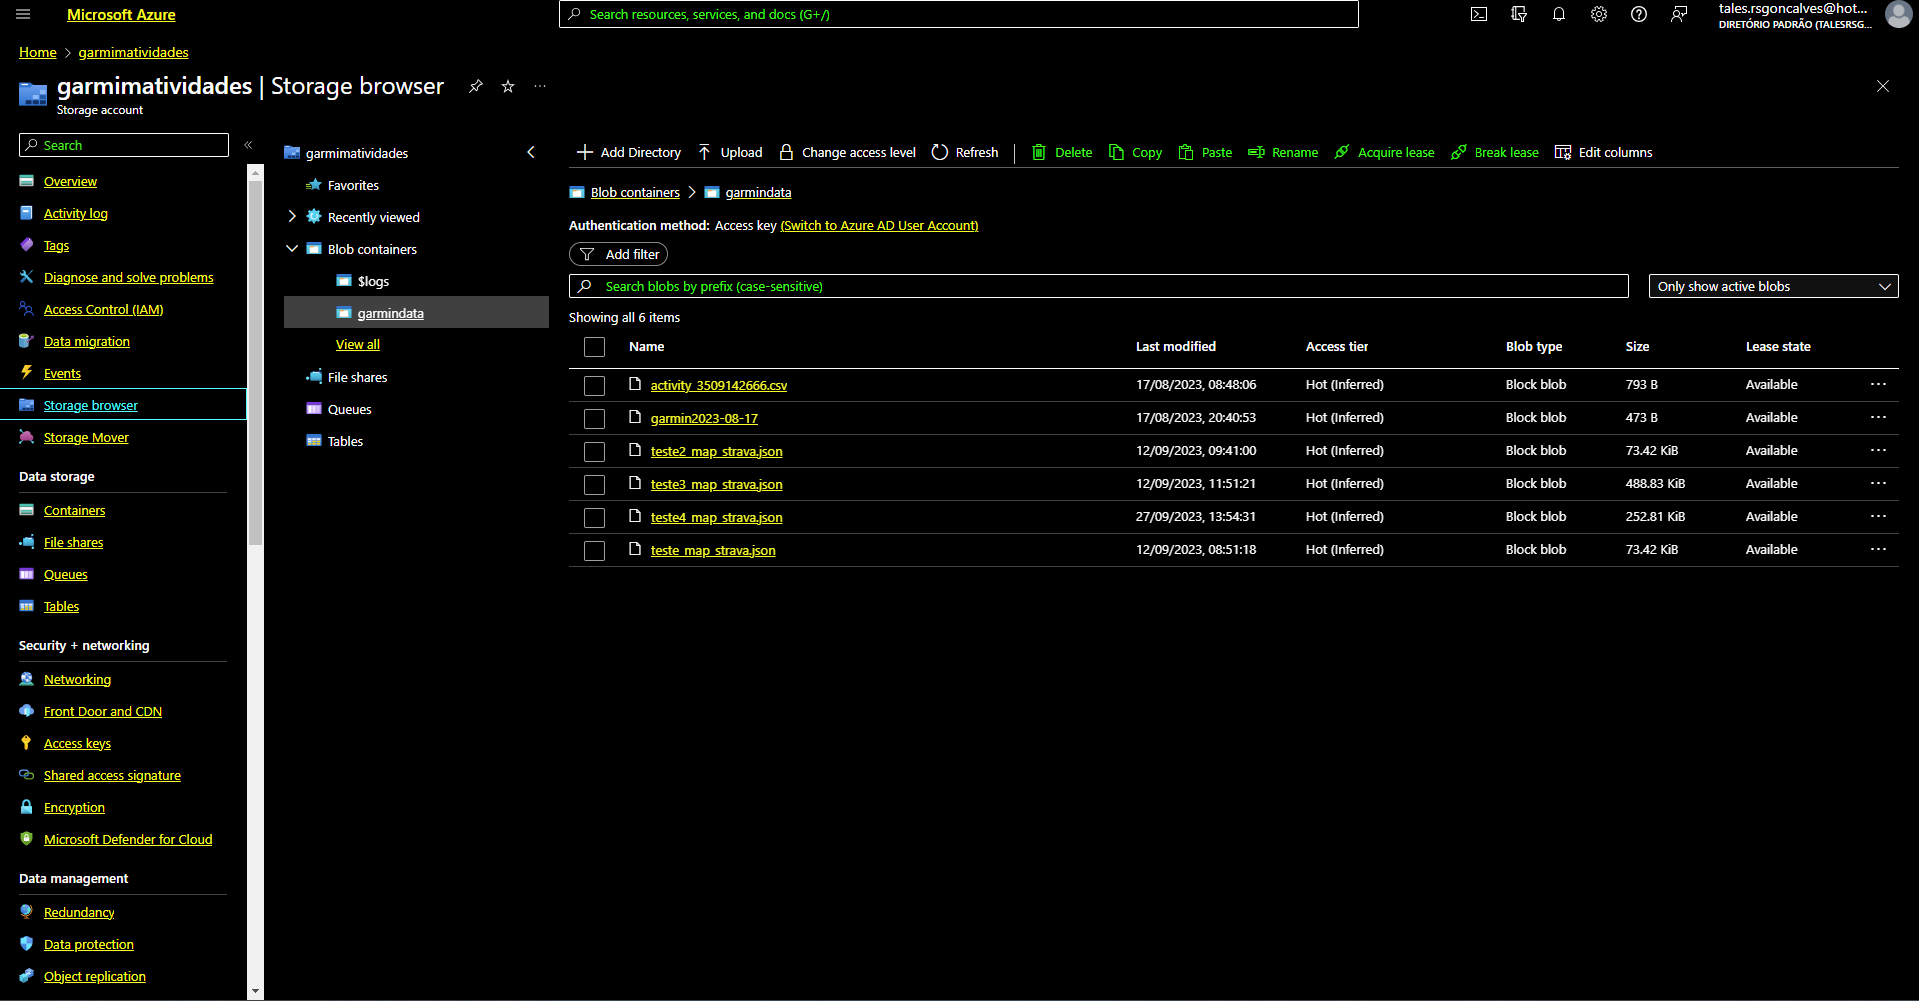 Microsoft Azure
Search resources, services, and docs (G+/)
tales.rsgoncalves@hot...
DIRETÓRIO PADRÃO (TALESRSG...
Home > garmimatividades
garmimatividades | Storage browser
Storage account
Search
Overview
Activity log
Tags
Diagnose and solve problems
Access Control (IAM)
Data migration
Events
Storage browser
Storage Mover
Data storage
Containers
File shares
Queues
Tables
Security + networking
Networking
Front Door and CDN
Access keys
Shared access signature
Encryption
Microsoft Defender for Cloud
Data management
Redundancy
Data protection
Object replication
garmimatividades
Favorites
Recently viewed
Blob containers
$logs
garmindata
View all
File shares
Queues
Tables
Add Directory Upload Change access level Refresh Delete Copy Paste Rename Acquire lease Break lease Edit columns
Blob containers > garmindata
Authentication method: Access key (Switch to Azure AD User Account)
Add filter
Search blobs by prefix (case-sensitive) Only show active blobs
Showing all 6 items
Name Last modified Access tier Blob type Size Lease state
activity_3509142666.csv 17/08/2023, 08:48:06 Hot (Inferred) Block blob 793 B Available ...
garmin2023-08-17 17/08/2023, 20:40:53 Hot (Inferred) Block blob 473 B Available ...
teste2_map_strava.json 12/09/2023, 09:41:00 Hot (Inferred) Block blob 73.42 KiB Available ...
teste3_map_strava.json 12/09/2023, 11:51:21 Hot (Inferred) Block blob 488.83 KiB Available ...
teste4_map_strava.json 27/09/2023, 13:54:31 Hot (Inferred) Block blob 252.81 KiB Available ...
teste_map_strava.json 12/09/2023, 08:51:18 Hot (Inferred) Block blob 73.42 KiB Available ...